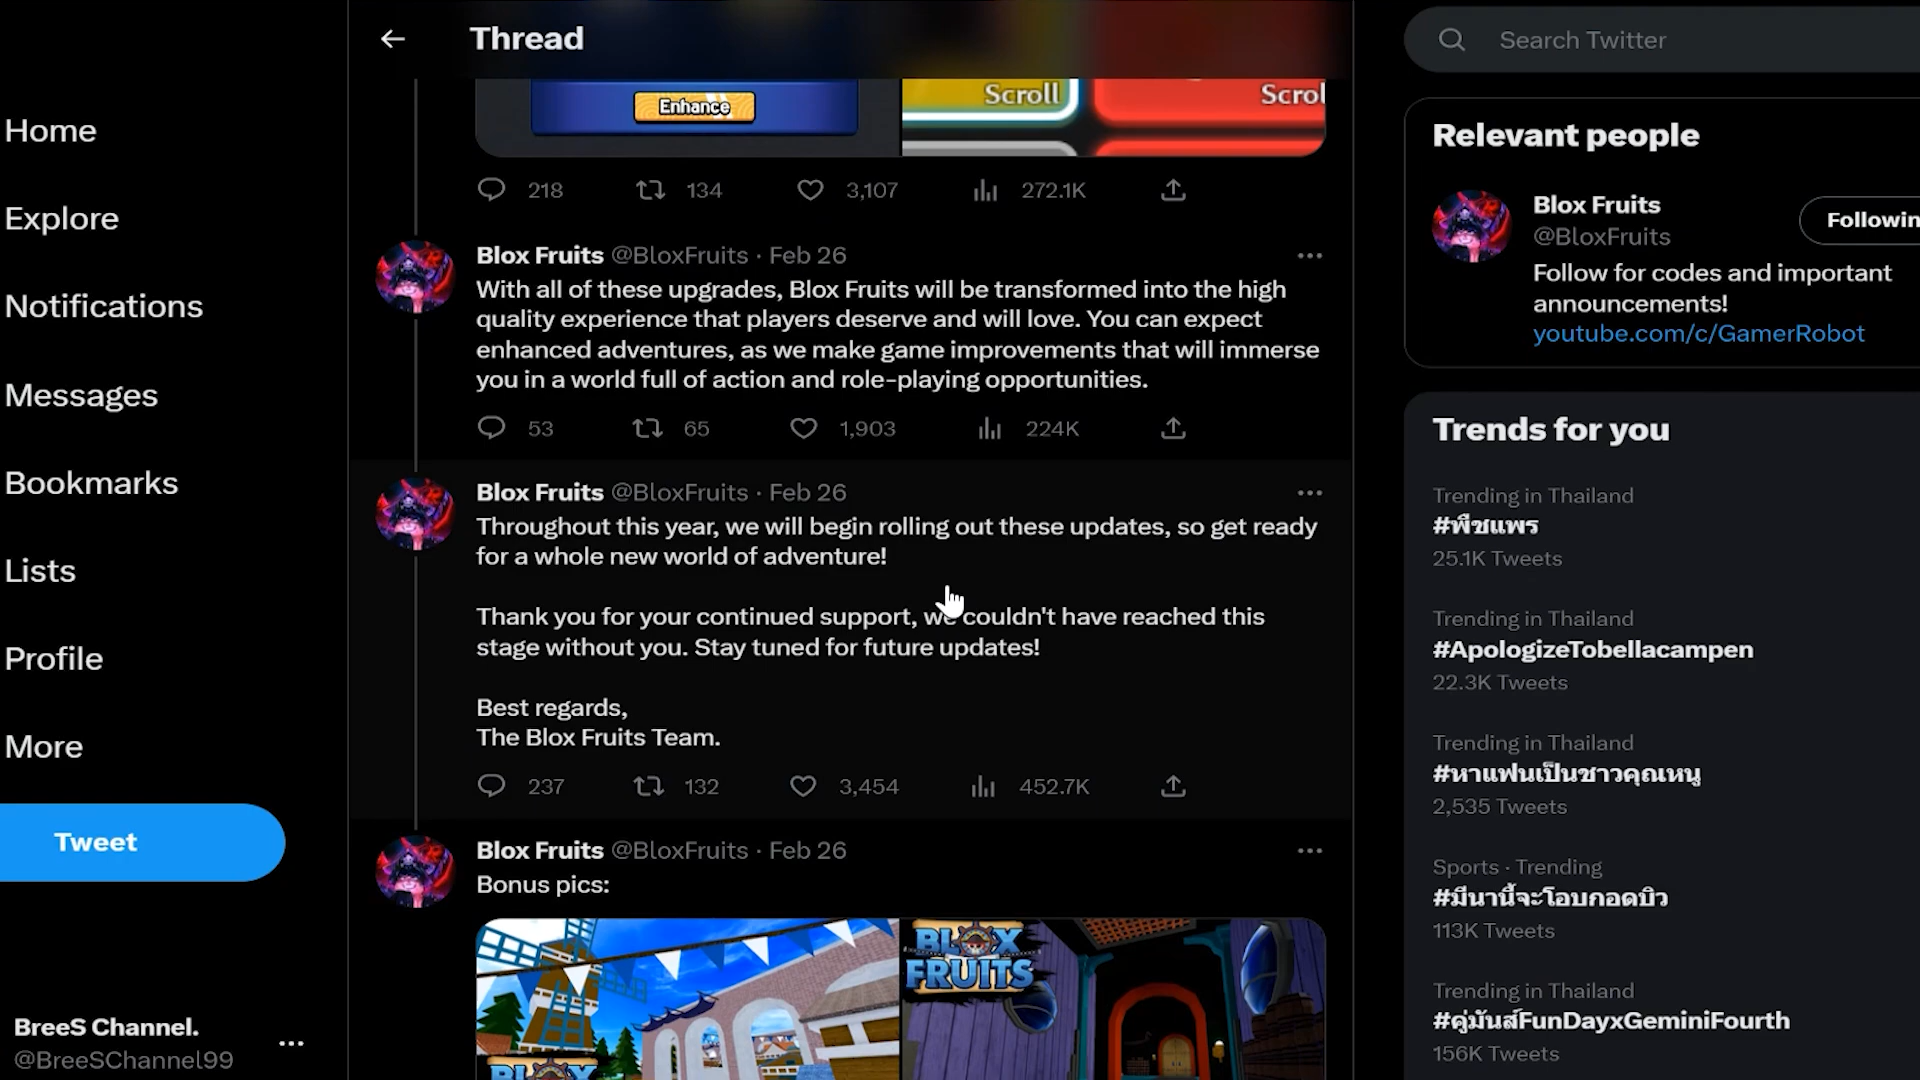 Home
Explore
Notifications
Messages
Bookmarks
Lists
Profile
More
Tweet
BreeS Channel.
@BreeSChannel99
Thread
Enhance
Scroll
Scrol
218 134 3,107 272.1K
Blox Fruits @BloxFruits · Feb 26
With all of these upgrades, Blox Fruits will be transformed into the high
quality experience that players deserve and will love. You can expect
enhanced adventures, as we make game improvements that will immerse
you in a world full of action and role-playing opportunities.
53 65 1,903 224K
Blox Fruits @BloxFruits · Feb 26
Throughout this year, we will begin rolling out these updates, so get ready
for a whole new world of adventure!
Thank you for your continued support, we couldn't have reached this
stage without you. Stay tuned for future updates!
Best regards,
The Blox Fruits Team.
237 132 3,454 452.7K
Blox Fruits @BloxFruits · Feb 26
Bonus pics:
BLOX
BLOX
FRUITS
Search Twitter
Relevant people
Blox Fruits
@BloxFruits
Followin
Follow for codes and important
announcements!
youtube.com/c/GamerRobot
Trends for you
Trending in Thailand
#พืชแพร
25.1K Tweets
Trending in Thailand
#ApologizeTobellacampen
22.3K Tweets
Trending in Thailand
#หาแฟนเป็นชาวคุณหนู
2,535 Tweets
Sports · Trending
#มีนานี้จะโอบกอดบิว
113K Tweets
Trending in Thailand
#คู่มันส์FunDayxGeminiFourth
156K Tweets